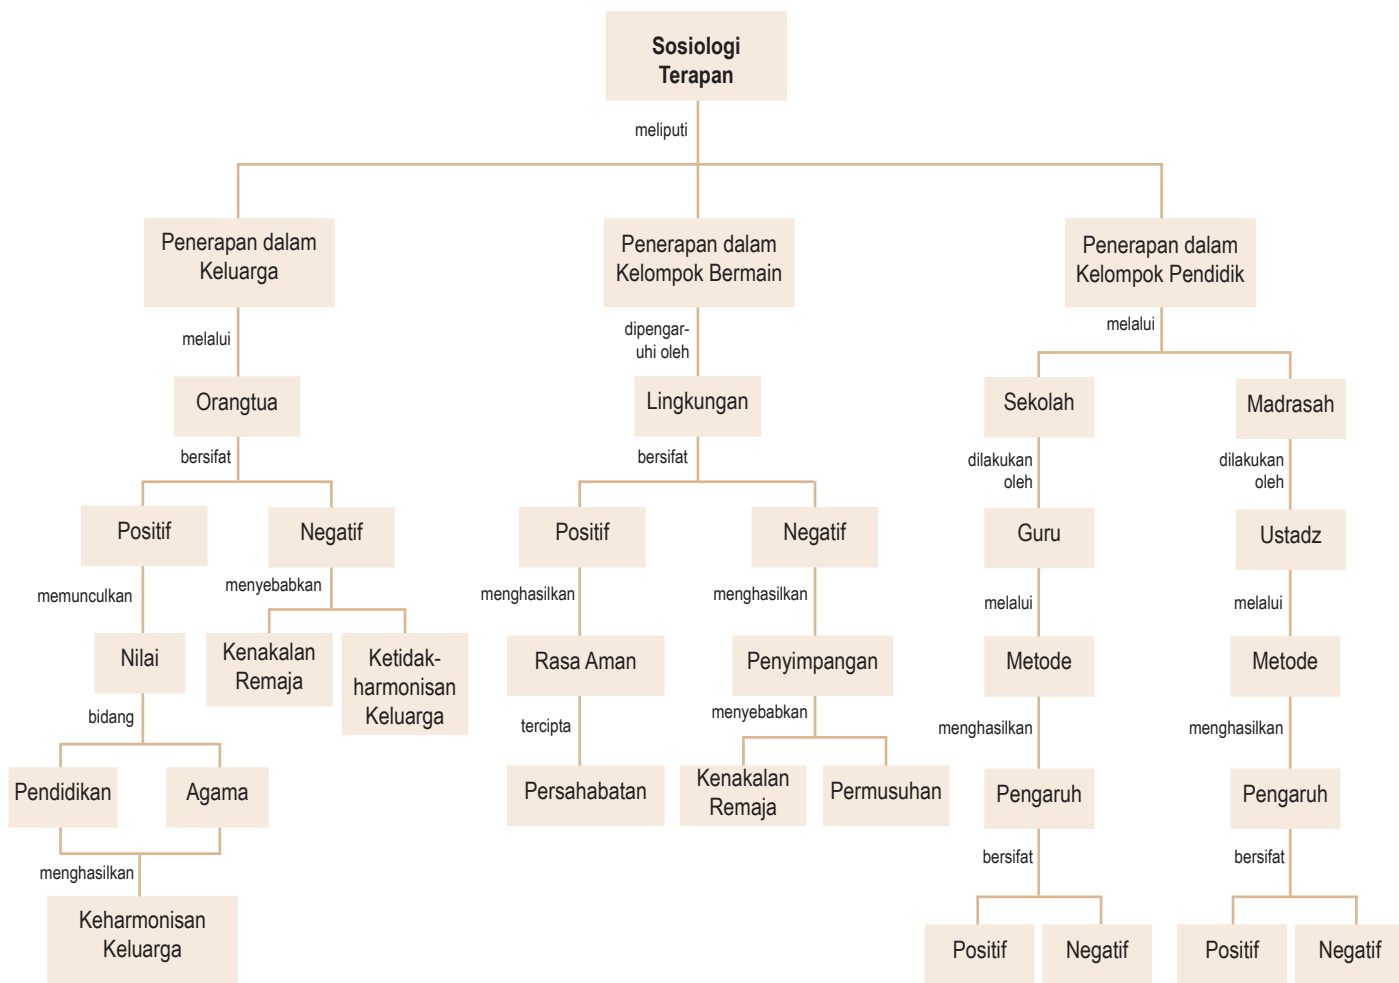 Sosiologi
Terapan
meliputi
Penerapan dalam
Keluarga
Penerapan dalam
Kelompok Bermain
Penerapan dalam
Kelompok Pendidik
melalui
dipengar-
uhi oleh
melalui
Orangtua
Lingkungan
Sekolah
Madrasah
bersifat
bersifat
dilakukan
oleh
dilakukan
oleh
Positif
Negatif
Positif
Negatif
Guru
Ustadz
memunculkan
menyebabkan
menghasilkan
menghasilkan
melalui
melalui
Nilai
Kenakalan
Remaja
Ketidak-
harmonisan
Keluarga
Rasa Aman
Penyimpangan
Metode
Metode
bidang
tercipta
menyebabkan
menghasilkan
menghasilkan
Pendidikan
Agama
Persahabatan
Kenakalan
Remaja
Permusuhan
Pengaruh
Pengaruh
menghasilkan
bersifat
bersifat
Keharmonisan
Keluarga
Positif
Negatif
Positif
Negatif